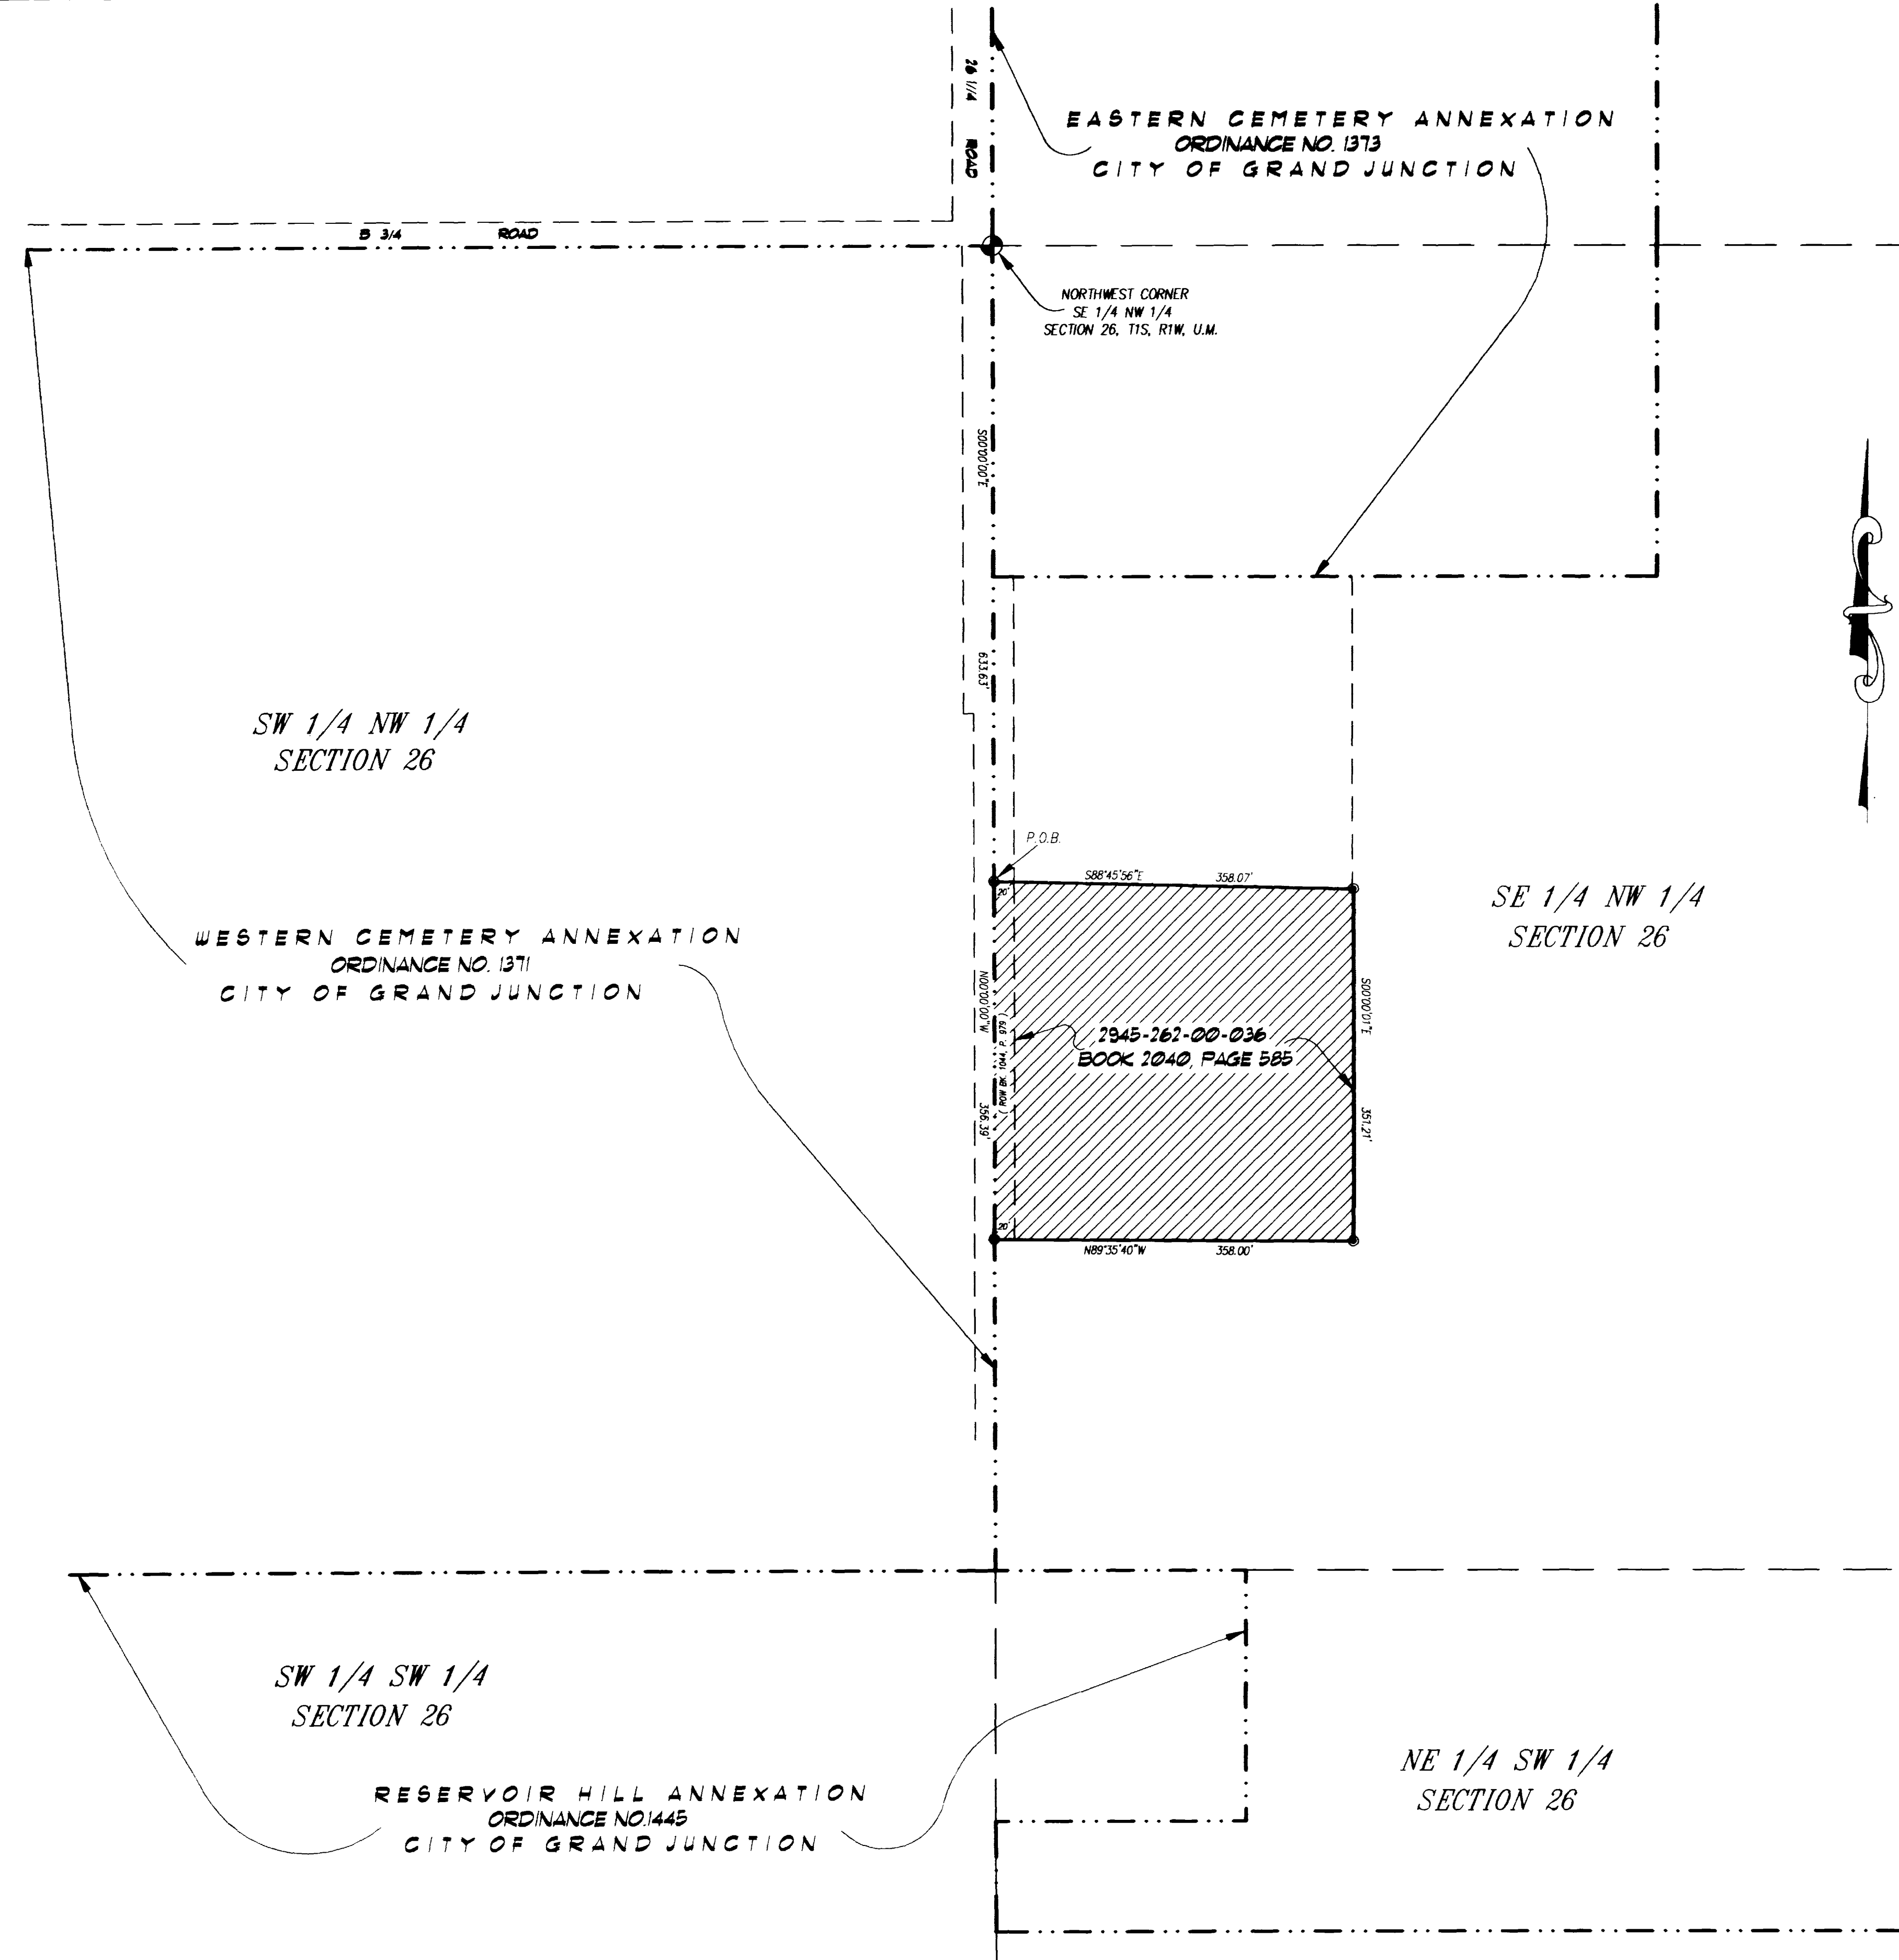 26 1/4 ROAD
EASTERN CEMETERY ANNEXATION
ORDINANCE NO. 1373
CITY OF GRAND JUNCTION
B 3/4 ROAD
NORTHWEST CORNER
SE 1/4 NW 1/4
SECTION 26, T1S, R1W, U.M.
S00°00'00"E
633.63'
SW 1/4 NW 1/4
SECTION 26
P.O.B.
S88°45'56"E 358.07'
20'
SE 1/4 NW 1/4
SECTION 26
WESTERN CEMETERY ANNEXATION
ORDINANCE NO. 1371
CITY OF GRAND JUNCTION
N00°00'00"W
356.39'
( ROW BK. 1044, P. 979 )
2945-262-00-036
BOOK 2040, PAGE 585
S00°00'01"E
351.21'
20'
N89°35'40"W 358.00'
SW 1/4 SW 1/4
SECTION 26
RESERVOIR HILL ANNEXATION
ORDINANCE NO.1445
CITY OF GRAND JUNCTION
NE 1/4 SW 1/4
SECTION 26